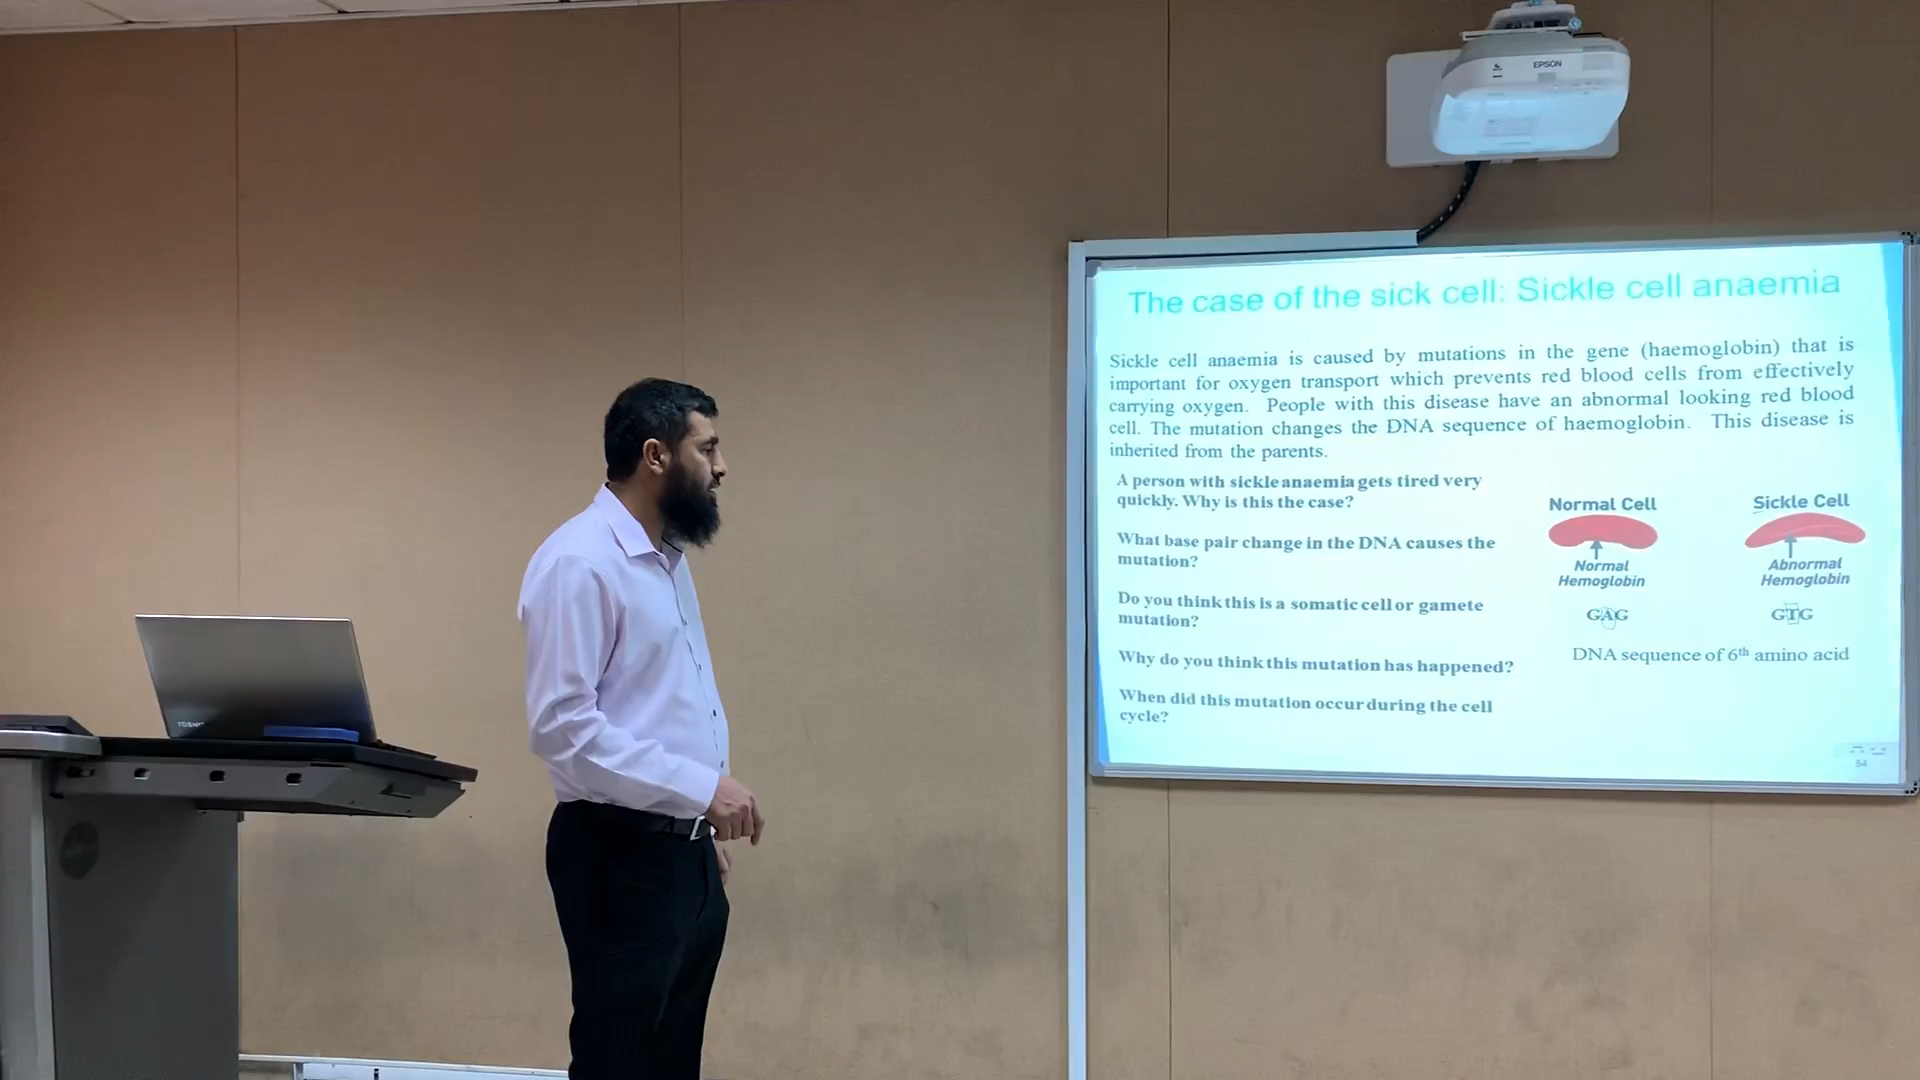 EPSON
The case of the sick cell: Sickle cell anaemia
Sickle cell anaemia is caused by mutations in the gene (haemoglobin) that is
important for oxygen transport which prevents red blood cells from effectively
carrying oxygen. People with this disease have an abnormal looking red blood
cell. The mutation changes the DNA sequence of haemoglobin. This disease is
inherited from the parents.
A person with sickle anaemia gets tired very
quickly. Why is this the case?
What base pair change in the DNA causes the
mutation?
Do you think this is a somatic cell or gamete
mutation?
Why do you think this mutation has happened?
When did this mutation occur during the cell
cycle?
Normal Cell
Normal
Hemoglobin
GAG
Sickle Cell
Abnormal
Hemoglobin
GTG
DNA sequence of 6th amino acid
54